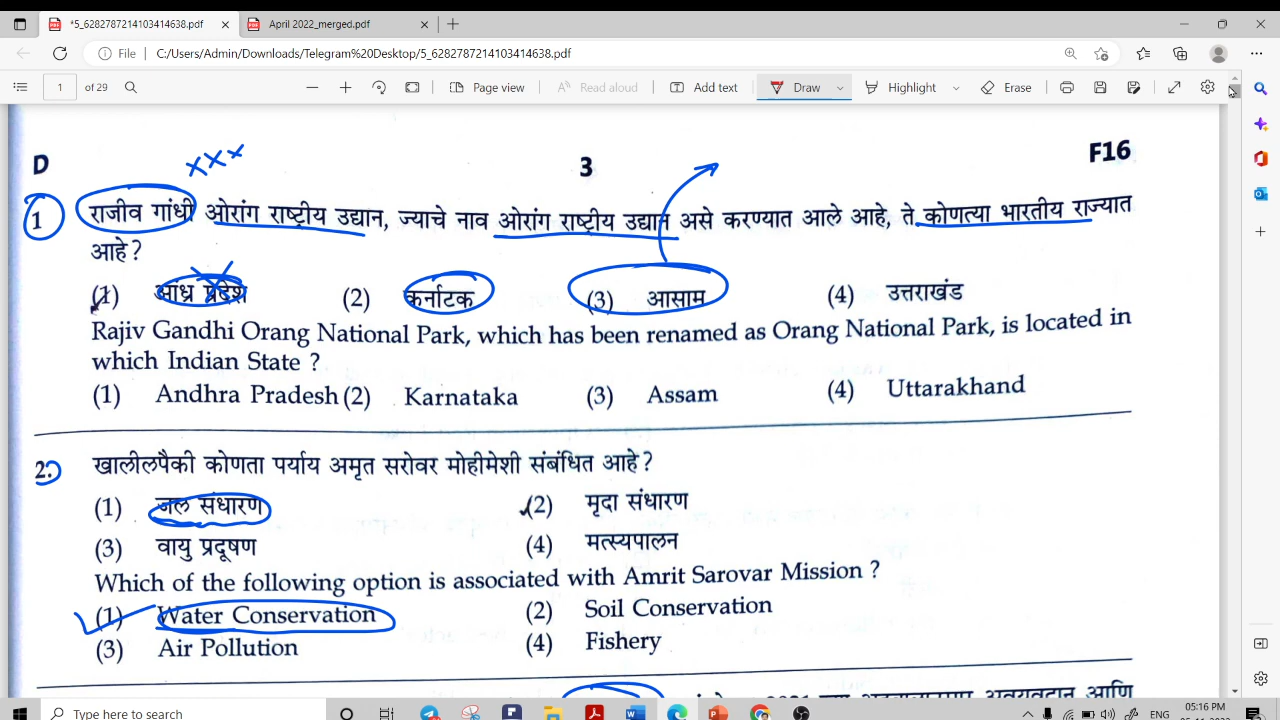 *5_6282787214103414638.pdf
April 2022_merged.pdf
File
C:/Users/Admin/Downloads/Telegram%20Desktop/5_6282787214103414638.pdf
1 of 29
Page view
Read aloud
Add text
Draw
Highlight
Erase
D 3 F16
xxx
1 राजीव गांधी ओरांग राष्ट्रीय उद्यान, ज्याचे नाव ओरांग राष्ट्रीय उद्यान असे करण्यात आले आहे, ते कोणत्या भारतीय राज्यात
आहे?
(1) आंध्र प्रदेश (2) कर्नाटक (3) आसाम (4) उत्तराखंड
Rajiv Gandhi Orang National Park, which has been renamed as Orang National Park, is located in
which Indian State ?
(1) Andhra Pradesh (2) Karnataka (3) Assam (4) Uttarakhand
2. खालीलपैकी कोणता पर्याय अमृत सरोवर मोहीमेशी संबंधित आहे?
(1) जल संधारण (2) मृदा संधारण
(3) वायु प्रदूषण (4) मत्स्यपालन
Which of the following option is associated with Amrit Sarovar Mission ?
(1) Water Conservation (2) Soil Conservation
(3) Air Pollution (4) Fishery
Type here to search
ENG
05:16 PM